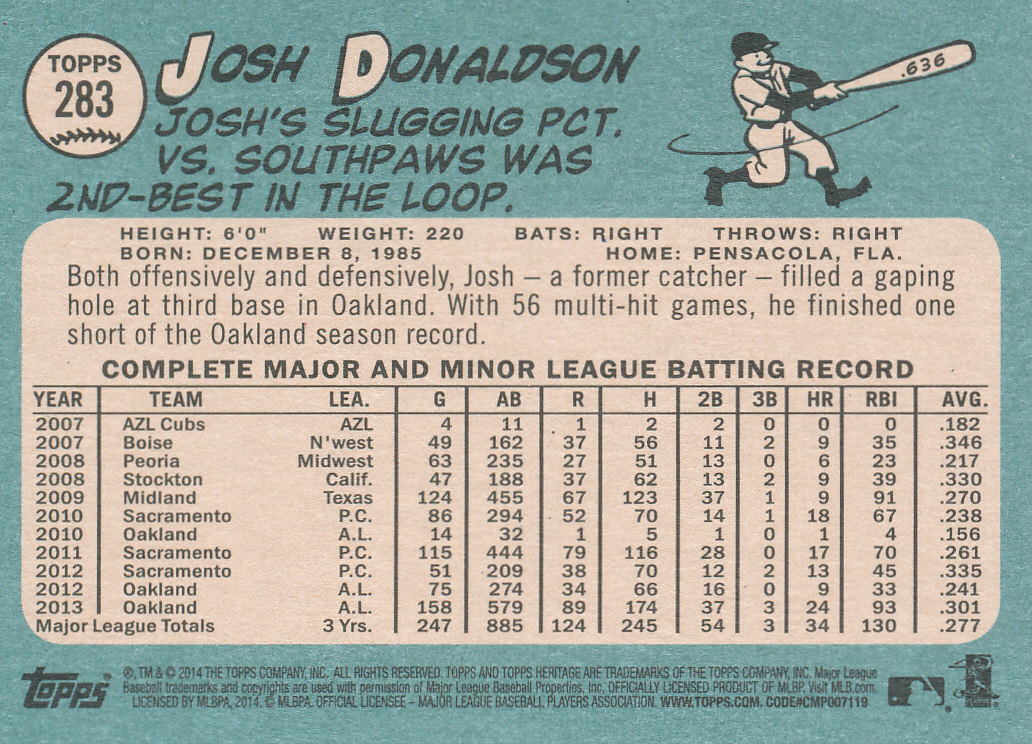 TOPPS
283
JOSH DONALDSON
JOSH'S SLUGGING PCT.
VS. SOUTHPAWS WAS
2ND-BEST IN THE LOOP.
.636
HEIGHT: 6'0" WEIGHT: 220 BATS: RIGHT THROWS: RIGHT
BORN: DECEMBER 8, 1985 HOME: PENSACOLA, FLA.
Both offensively and defensively, Josh – a former catcher – filled a gaping
hole at third base in Oakland. With 56 multi-hit games, he finished one
short of the Oakland season record.
COMPLETE MAJOR AND MINOR LEAGUE BATTING RECORD
YEAR TEAM LEA. G AB R H 2B 3B HR RBI AVG.
2007 AZL Cubs AZL 4 11 1 2 2 0 0 0 .182
2007 Boise N'west 49 162 37 56 11 2 9 35 .346
2008 Peoria Midwest 63 235 27 51 13 0 6 23 .217
2008 Stockton Calif. 47 188 37 62 13 2 9 39 .330
2009 Midland Texas 124 455 67 123 37 1 9 91 .270
2010 Sacramento P.C. 86 294 52 70 14 1 18 67 .238
2010 Oakland A.L. 14 32 1 5 1 0 1 4 .156
2011 Sacramento P.C. 115 444 79 116 28 0 17 70 .261
2012 Sacramento P.C. 51 209 38 70 12 2 13 45 .335
2012 Oakland A.L. 75 274 34 66 16 0 9 33 .241
2013 Oakland A.L. 158 579 89 174 37 3 24 93 .301
Major League Totals 3 Yrs. 247 885 124 245 54 3 34 130 .277
TOPPS® ®, TM & © 2014 THE TOPPS COMPANY, INC. ALL RIGHTS RESERVED. TOPPS AND TOPPS HERITAGE ARE TRADEMARKS OF THE TOPPS COMPANY, INC. Major League
Baseball trademarks and copyrights are used with permission of Major League Baseball Properties, Inc. OFFICIALLY LICENSED PRODUCT OF MLBP. Visit MLB.com.
LICENSED BY MLBPA, 2014. © MLBPA. OFFICIAL LICENSEE – MAJOR LEAGUE BASEBALL PLAYERS ASSOCIATION. WWW.TOPPS.COM. CODE#CMP007119